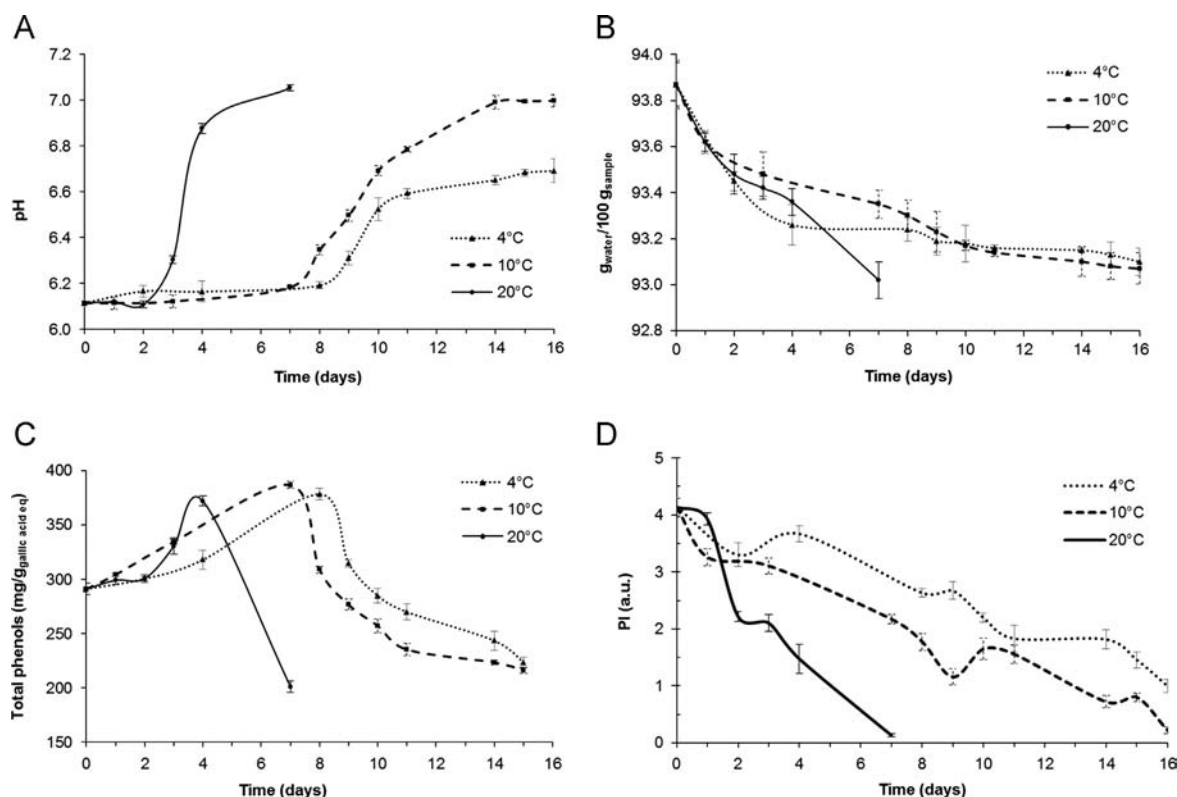 A
pH
7.2
7.0
6.8
6.6
6.4
6.2
6.0
4°C
10°C
20°C
0 2 4 6 8 10 12 14 16
Time (days)
B
g water/100 g sample
94.0
93.8
93.6
93.4
93.2
93.0
92.8
4°C
10°C
20°C
0 2 4 6 8 10 12 14 16
Time (days)
C
Total phenols (mg/g gallic acid eq)
400
350
300
250
200
150
4°C
10°C
20°C
0 2 4 6 8 10 12 14 16
Time (days)
D
PI (a.u.)
5
4
3
2
1
0
4°C
10°C
20°C
0 2 4 6 8 10 12 14 16
Time (days)